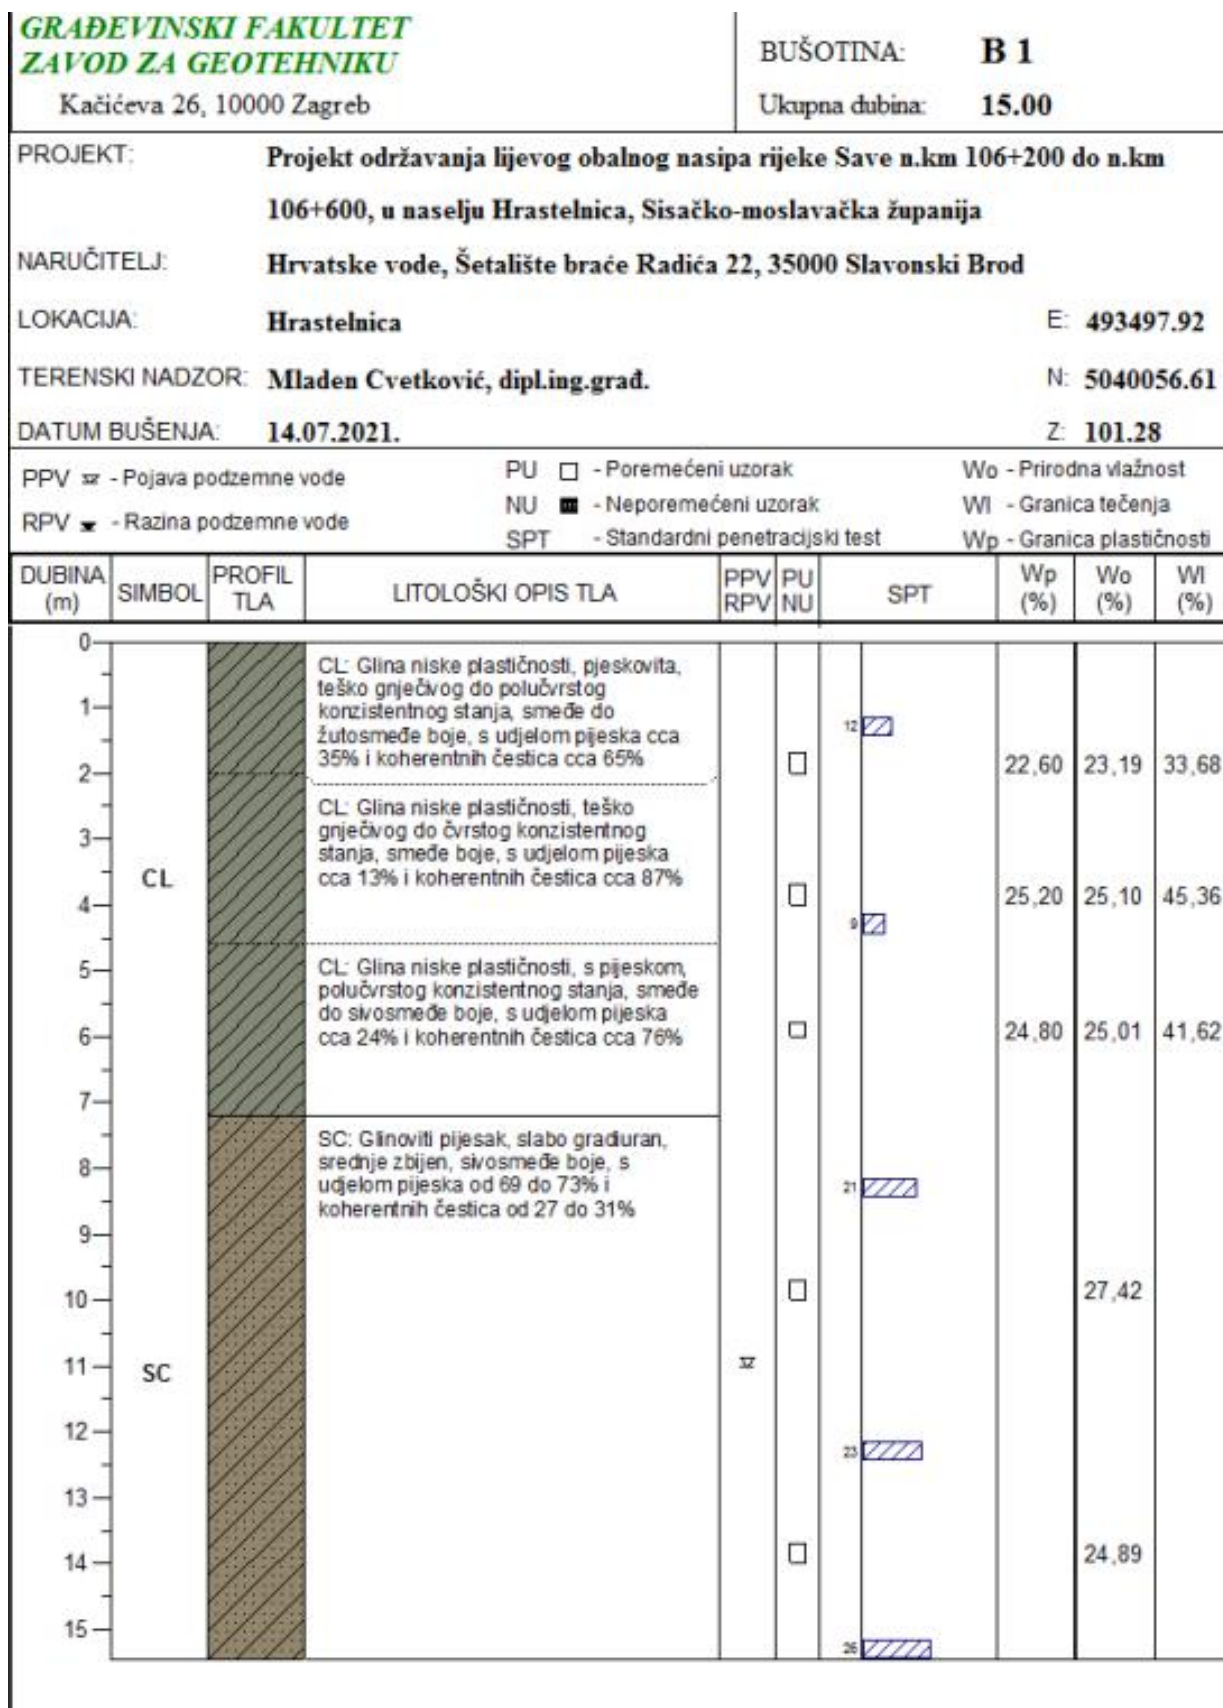 GRAĐEVINSKI FAKULTET
ZAVOD ZA GEOTEHNIKU
Kačićeva 26, 10000 Zagreb
BUŠOTINA: B 1
Ukupna dubina: 15.00
PROJEKT: Projekt održavanja lijevog obalnog nasipa rijeke Save n.km 106+200 do n.km
106+600, u naselju Hrastelnica, Sisačko-moslavačka županija
NARUČITELJ: Hrvatske vode, Šetalište braće Radića 22, 35000 Slavonski Brod
LOKACIJA: Hrastelnica E: 493497.92
TERENSKI NADZOR: Mladen Cvetković, dipl.ing.građ. N: 5040056.61
DATUM BUŠENJA: 14.07.2021. Z: 101.28
PPV - Pojava podzemne vode
RPV - Razina podzemne vode
PU - Poremećeni uzorak
NU - Neporemećeni uzorak
SPT - Standardni penetracijski test
Wo - Prirodna vlažnost
Wl - Granica tečenja
Wp - Granica plastičnosti
DUBINA (m)
SIMBOL
PROFIL TLA
LITOLOŠKI OPIS TLA
PPV RPV
PU NU
SPT
Wp (%)
Wo (%)
Wl (%)
0
CL: Glina niske plastičnosti, pjeskovita,
teško gnječivog do polučvrstog
konzistentnog stanja, smeđe do
žutosmeđe boje, s udjelom pijeska cca
35% i koherentnih čestica cca 65%
1
12
2
22,60 23,19 33,68
CL: Glina niske plastičnosti, teško
gnječivog do čvrstog konzistentnog
stanja, smeđe boje, s udjelom pijeska
cca 13% i koherentnih čestica cca 87%
3
CL
4
25,20 25,10 45,36
9
CL: Glina niske plastičnosti, s pijeskom,
polučvrstog konzistentnog stanja, smeđe
do sivosmeđe boje, s udjelom pijeska
cca 24% i koherentnih čestica cca 76%
5
6
24,80 25,01 41,62
7
SC: Glinoviti pijesak, slabo gradiuran,
srednje zbijen, sivosmeđe boje, s
udjelom pijeska od 69 do 73% i
koherentnih čestica od 27 do 31%
8
21
9
10
27,42
11
SC
12
23
13
14
24,89
15
26